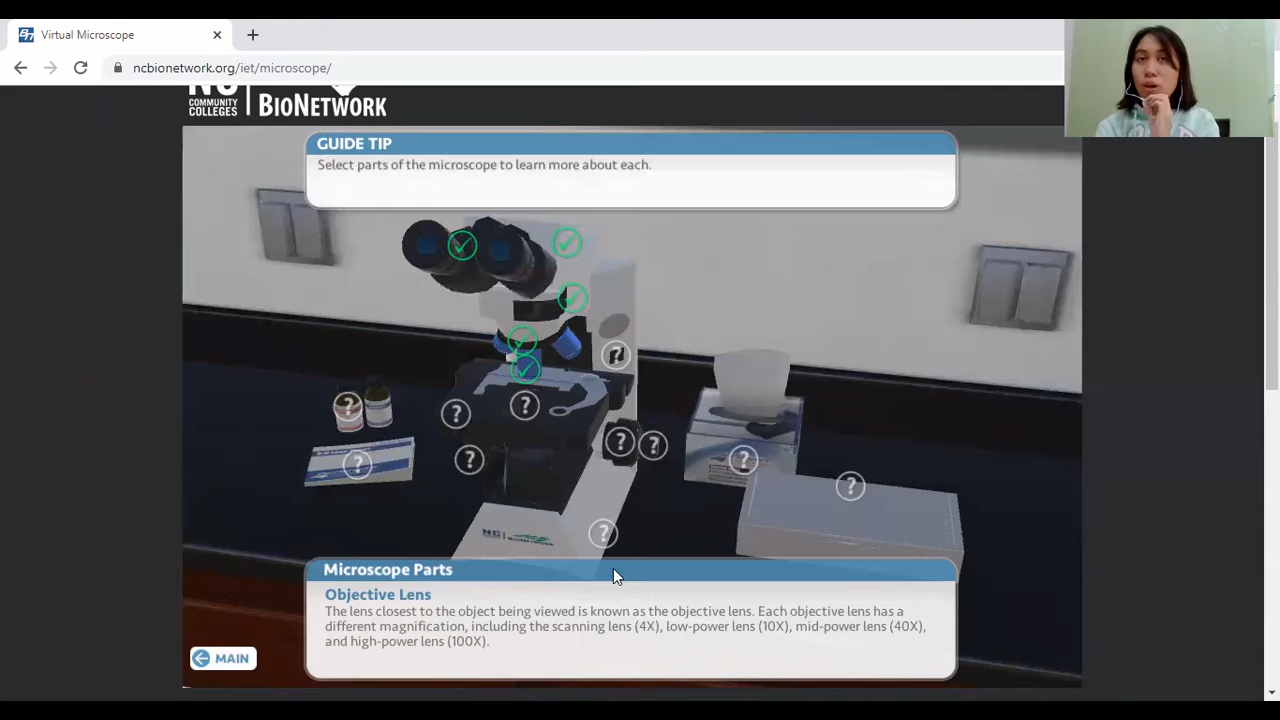 Virtual Microscope
ncbionetwork.org/iet/microscope/
NC
COMMUNITY
COLLEGES
BIONETWORK
GUIDE TIP
Select parts of the microscope to learn more about each.
?
?
?
?
?
?
?
?
?
?
?
NC
Microscope Parts
Objective Lens
The lens closest to the object being viewed is known as the objective lens. Each objective lens has a
different magnification, including the scanning lens (4X), low-power lens (10X), mid-power lens (40X),
and high-power lens (100X).
MAIN